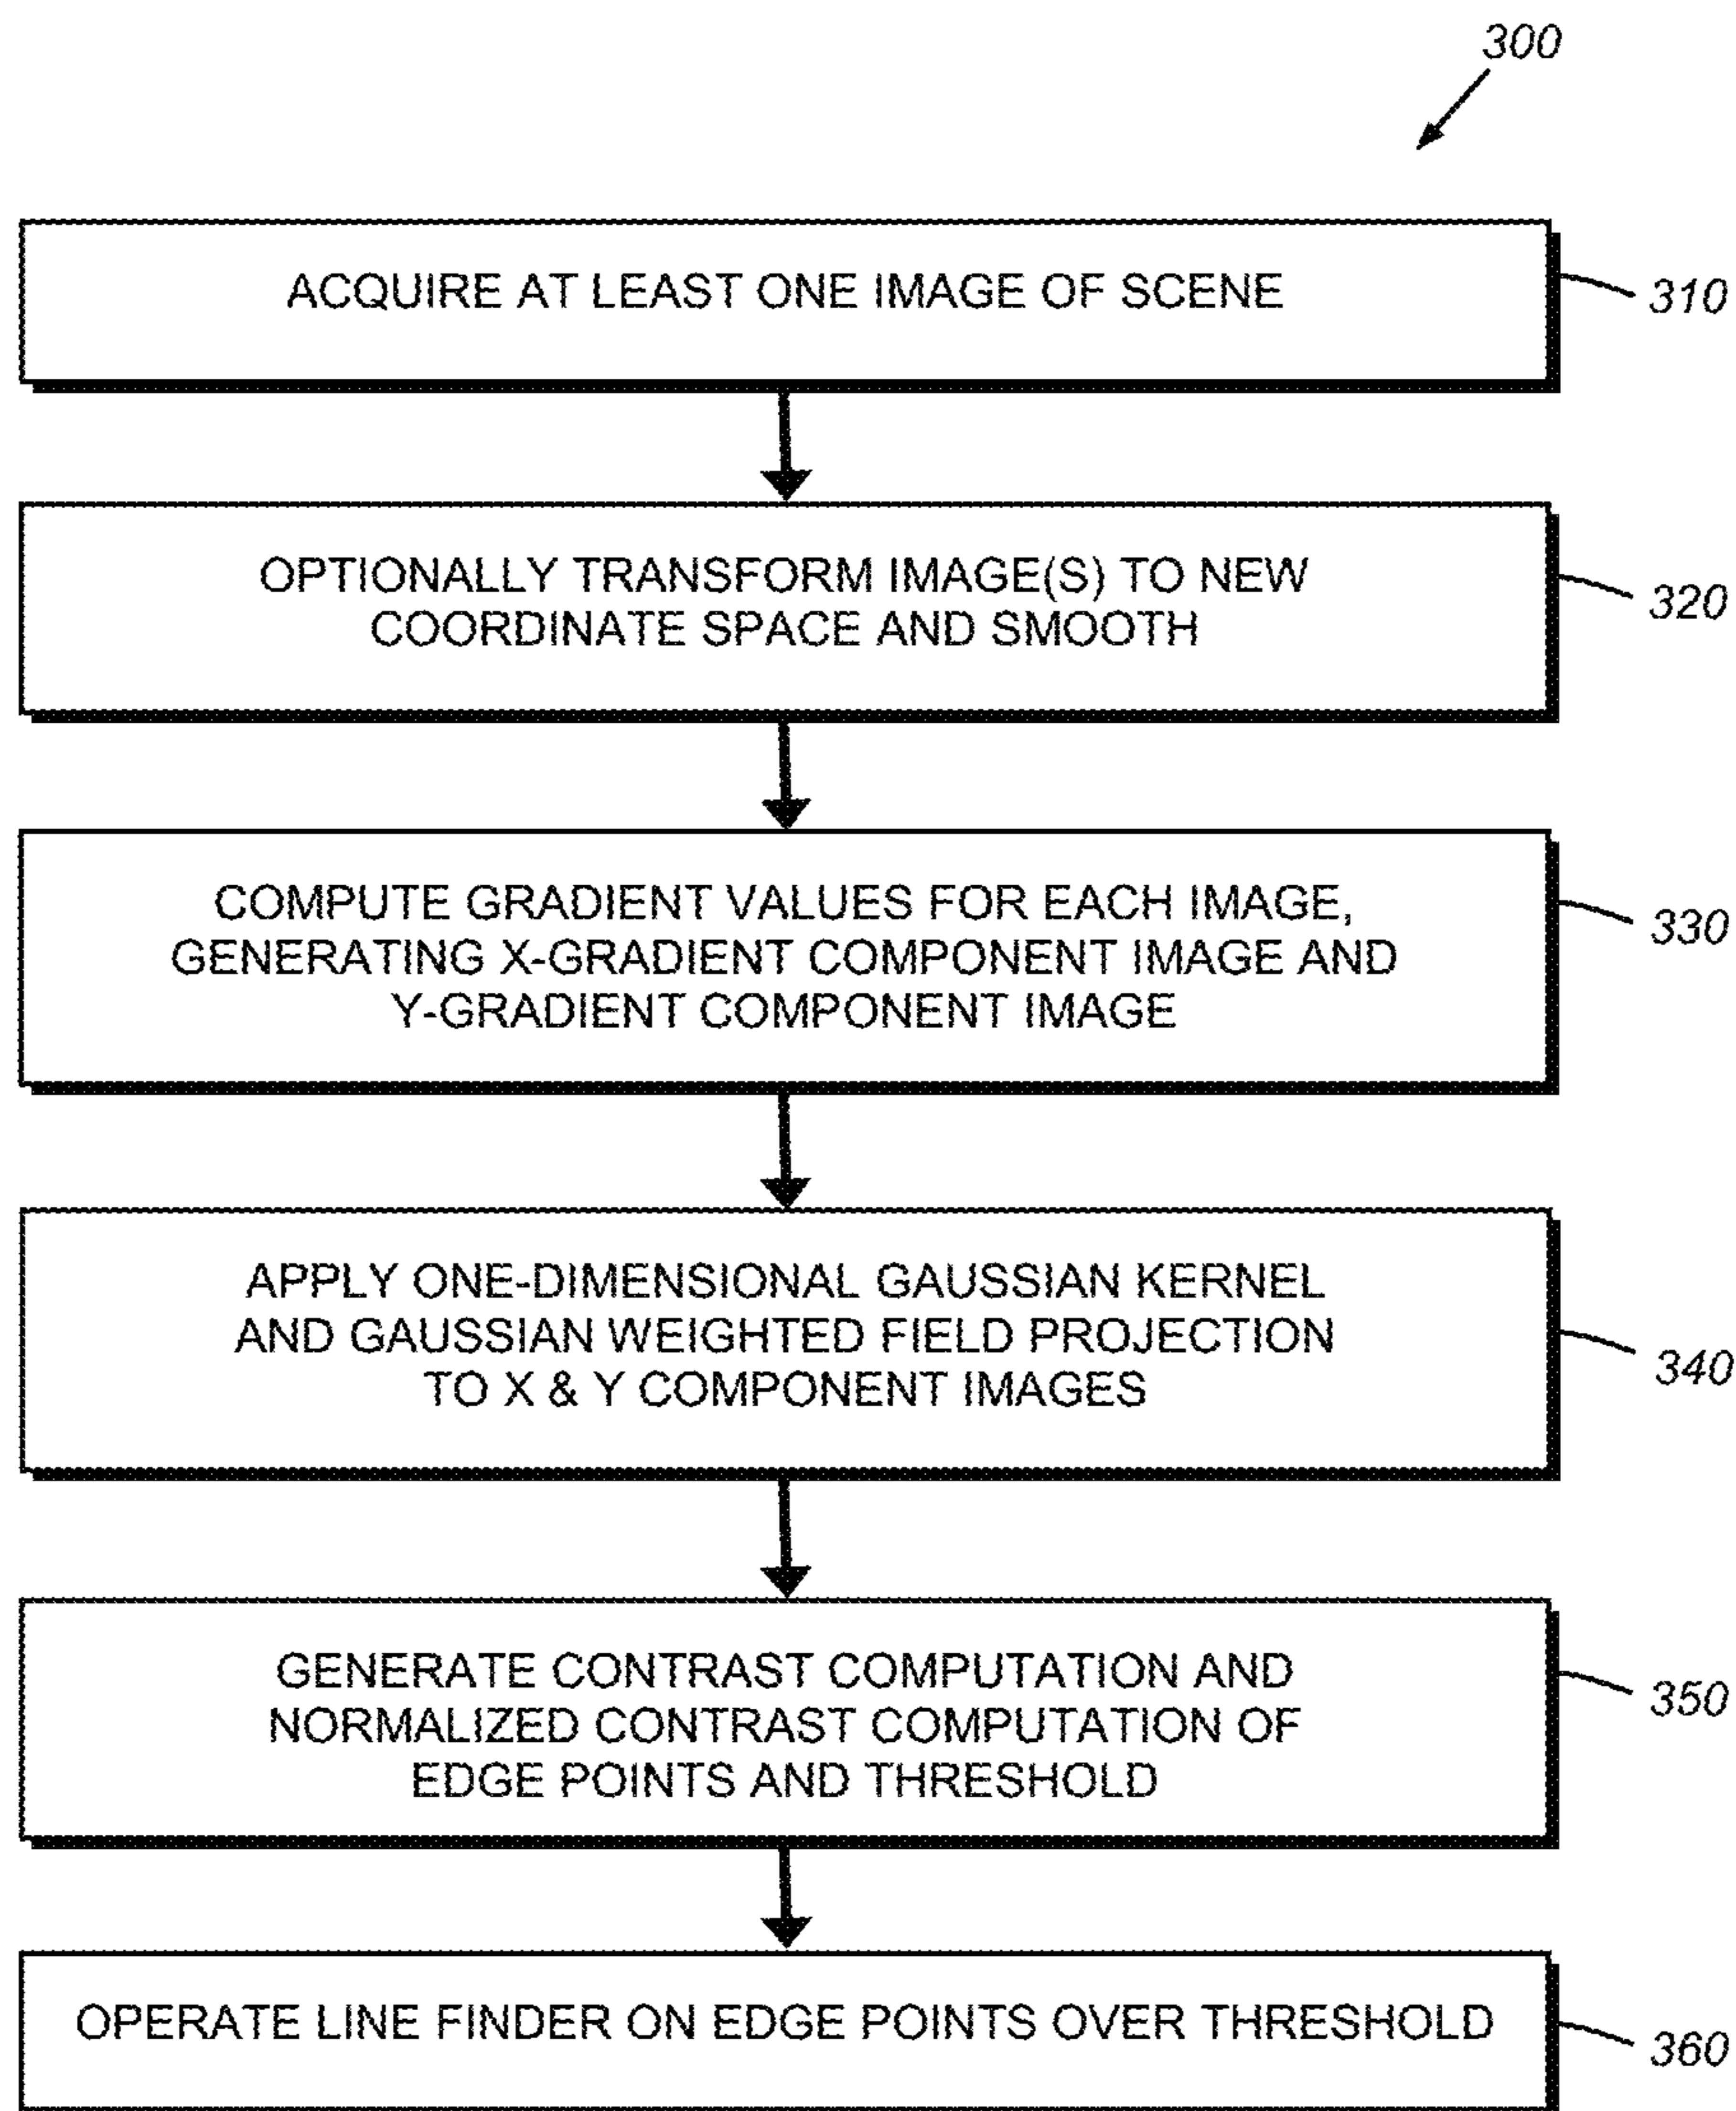 300
ACQUIRE AT LEAST ONE IMAGE OF SCENE
310
OPTIONALLY TRANSFORM IMAGE(S) TO NEW
COORDINATE SPACE AND SMOOTH
320
COMPUTE GRADIENT VALUES FOR EACH IMAGE,
GENERATING X-GRADIENT COMPONENT IMAGE AND
Y-GRADIENT COMPONENT IMAGE
330
APPLY ONE-DIMENSIONAL GAUSSIAN KERNEL
AND GAUSSIAN WEIGHTED FIELD PROJECTION
TO X & Y COMPONENT IMAGES
340
GENERATE CONTRAST COMPUTATION AND
NORMALIZED CONTRAST COMPUTATION OF
EDGE POINTS AND THRESHOLD
350
OPERATE LINE FINDER ON EDGE POINTS OVER THRESHOLD
360